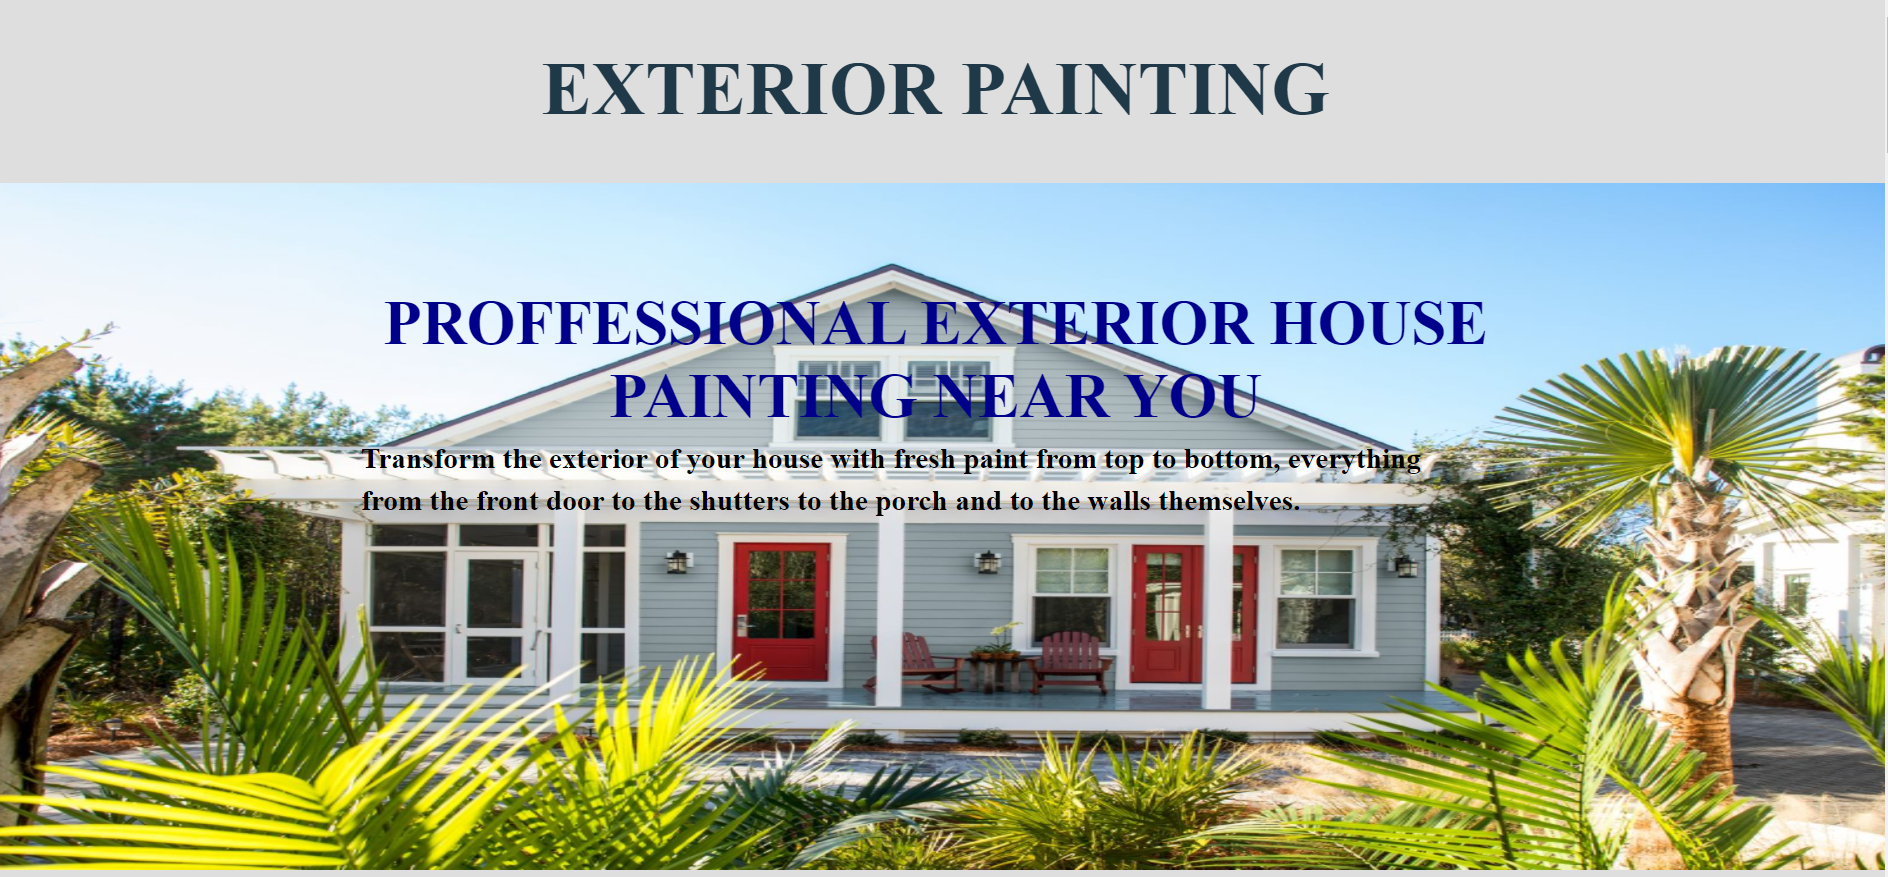 EXTERIOR PAINTING
PROFFESSIONAL EXTERIOR HOUSE
PAINTING NEAR YOU
Transform the exterior of your house with fresh paint from top to bottom, everything
from the front door to the shutters to the porch and to the walls themselves.